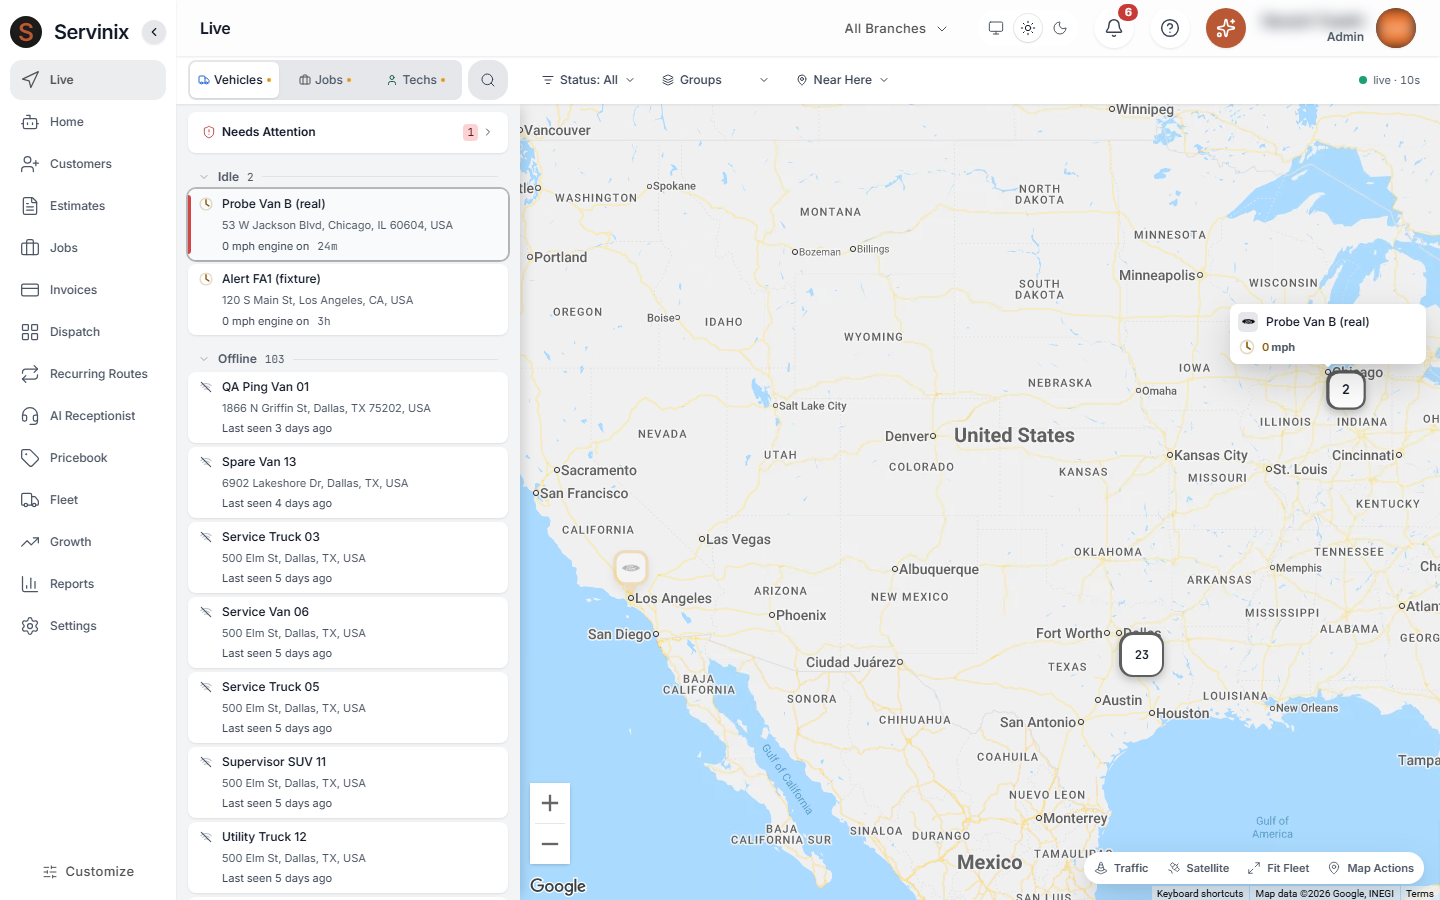 Servinix
Live
Home
Customers
Estimates
Jobs
Invoices
Dispatch
Recurring Routes
AI Receptionist
Pricebook
Fleet
Growth
Reports
Settings
Customize
Live
All Branches
6
Admin
Vehicles
Jobs
Techs
Status: All
Groups
Near Here
live · 10s
Needs Attention
1
Idle 2
Probe Van B (real)
53 W Jackson Blvd, Chicago, IL 60604, USA
0 mph engine on 24m
Alert FA1 (fixture)
120 S Main St, Los Angeles, CA, USA
0 mph engine on 3h
Offline 103
QA Ping Van 01
1866 N Griffin St, Dallas, TX 75202, USA
Last seen 3 days ago
Spare Van 13
6902 Lakeshore Dr, Dallas, TX, USA
Last seen 4 days ago
Service Truck 03
500 Elm St, Dallas, TX, USA
Last seen 5 days ago
Service Van 06
500 Elm St, Dallas, TX, USA
Last seen 5 days ago
Service Truck 05
500 Elm St, Dallas, TX, USA
Last seen 5 days ago
Supervisor SUV 11
500 Elm St, Dallas, TX, USA
Last seen 5 days ago
Utility Truck 12
500 Elm St, Dallas, TX, USA
Last seen 5 days ago
Winnipeg
Vancouver
tle
Spokane
WASHINGTON
NORTH
DAKOTA
MONTANA
MINNESOTA
Bozeman
Billings
Portland
Minneapolis
WISCONSIN
SOUTH
DAKOTA
OREGON
Boise
IDAHO
WYOMING
Probe Van B (real)
0 mph
IOWA
Chicago
2
NEBRASKA
Omaha
Salt Lake City
ILLINOIS
INDIANA
OH
NEVADA
Denver
United States
UTAH
COLORADO
KANSAS
Kansas City
Cincinnati
Sacramento
St. Louis
MISSOURI
San Francisco
KENTUCKY
CALIFORNIA
Las Vegas
OKLAHOMA
TENNESSEE
Albuquerque
Memphis
Cha
ARKANSAS
Los Angeles
ARIZONA
NEW MEXICO
Phoenix
MISSISSIPPI
Atlan
San Diego
Fort Worth
Dallas
ALABAMA
GEORG
23
Ciudad Juárez
TEXAS
BAJA
CALIFORNIA
SONORA
Austin
LOUISIANA
Houston
New Orleans
CHIHUAHUA
San Antonio
Gulf of California
COAHUILA
Tampa
NUEVO LEON
Monterrey
BAJA
CALIFORNIA SUR
SINALOA
DURANGO
Gulf of
America
Mexico
TAMAULIPAS
SAN LUIS
Traffic
Satellite
Fit Fleet
Map Actions
Google
Keyboard shortcuts
Map data ©2026 Google, INEGI
Terms